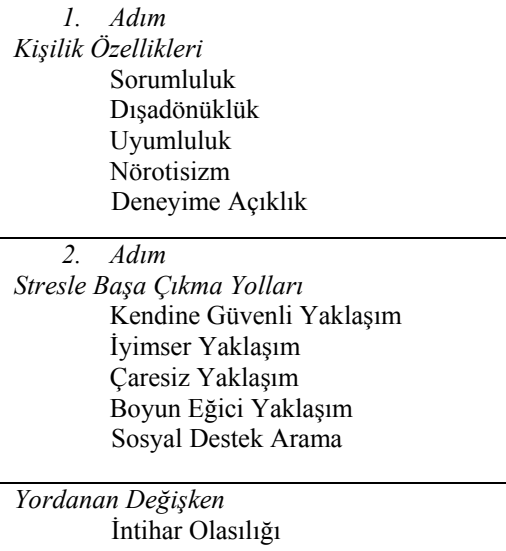 1. Adım
Kişilik Özellikleri
Sorumluluk
Dışadönüklük
Uyumluluk
Nörotisizm
Deneyime Açıklık
2. Adım
Stresle Başa Çıkma Yolları
Kendine Güvenli Yaklaşım
İyimser Yaklaşım
Çaresiz Yaklaşım
Boyun Eğici Yaklaşım
Sosyal Destek Arama
Yordanan Değişken
İntihar Olasılığı